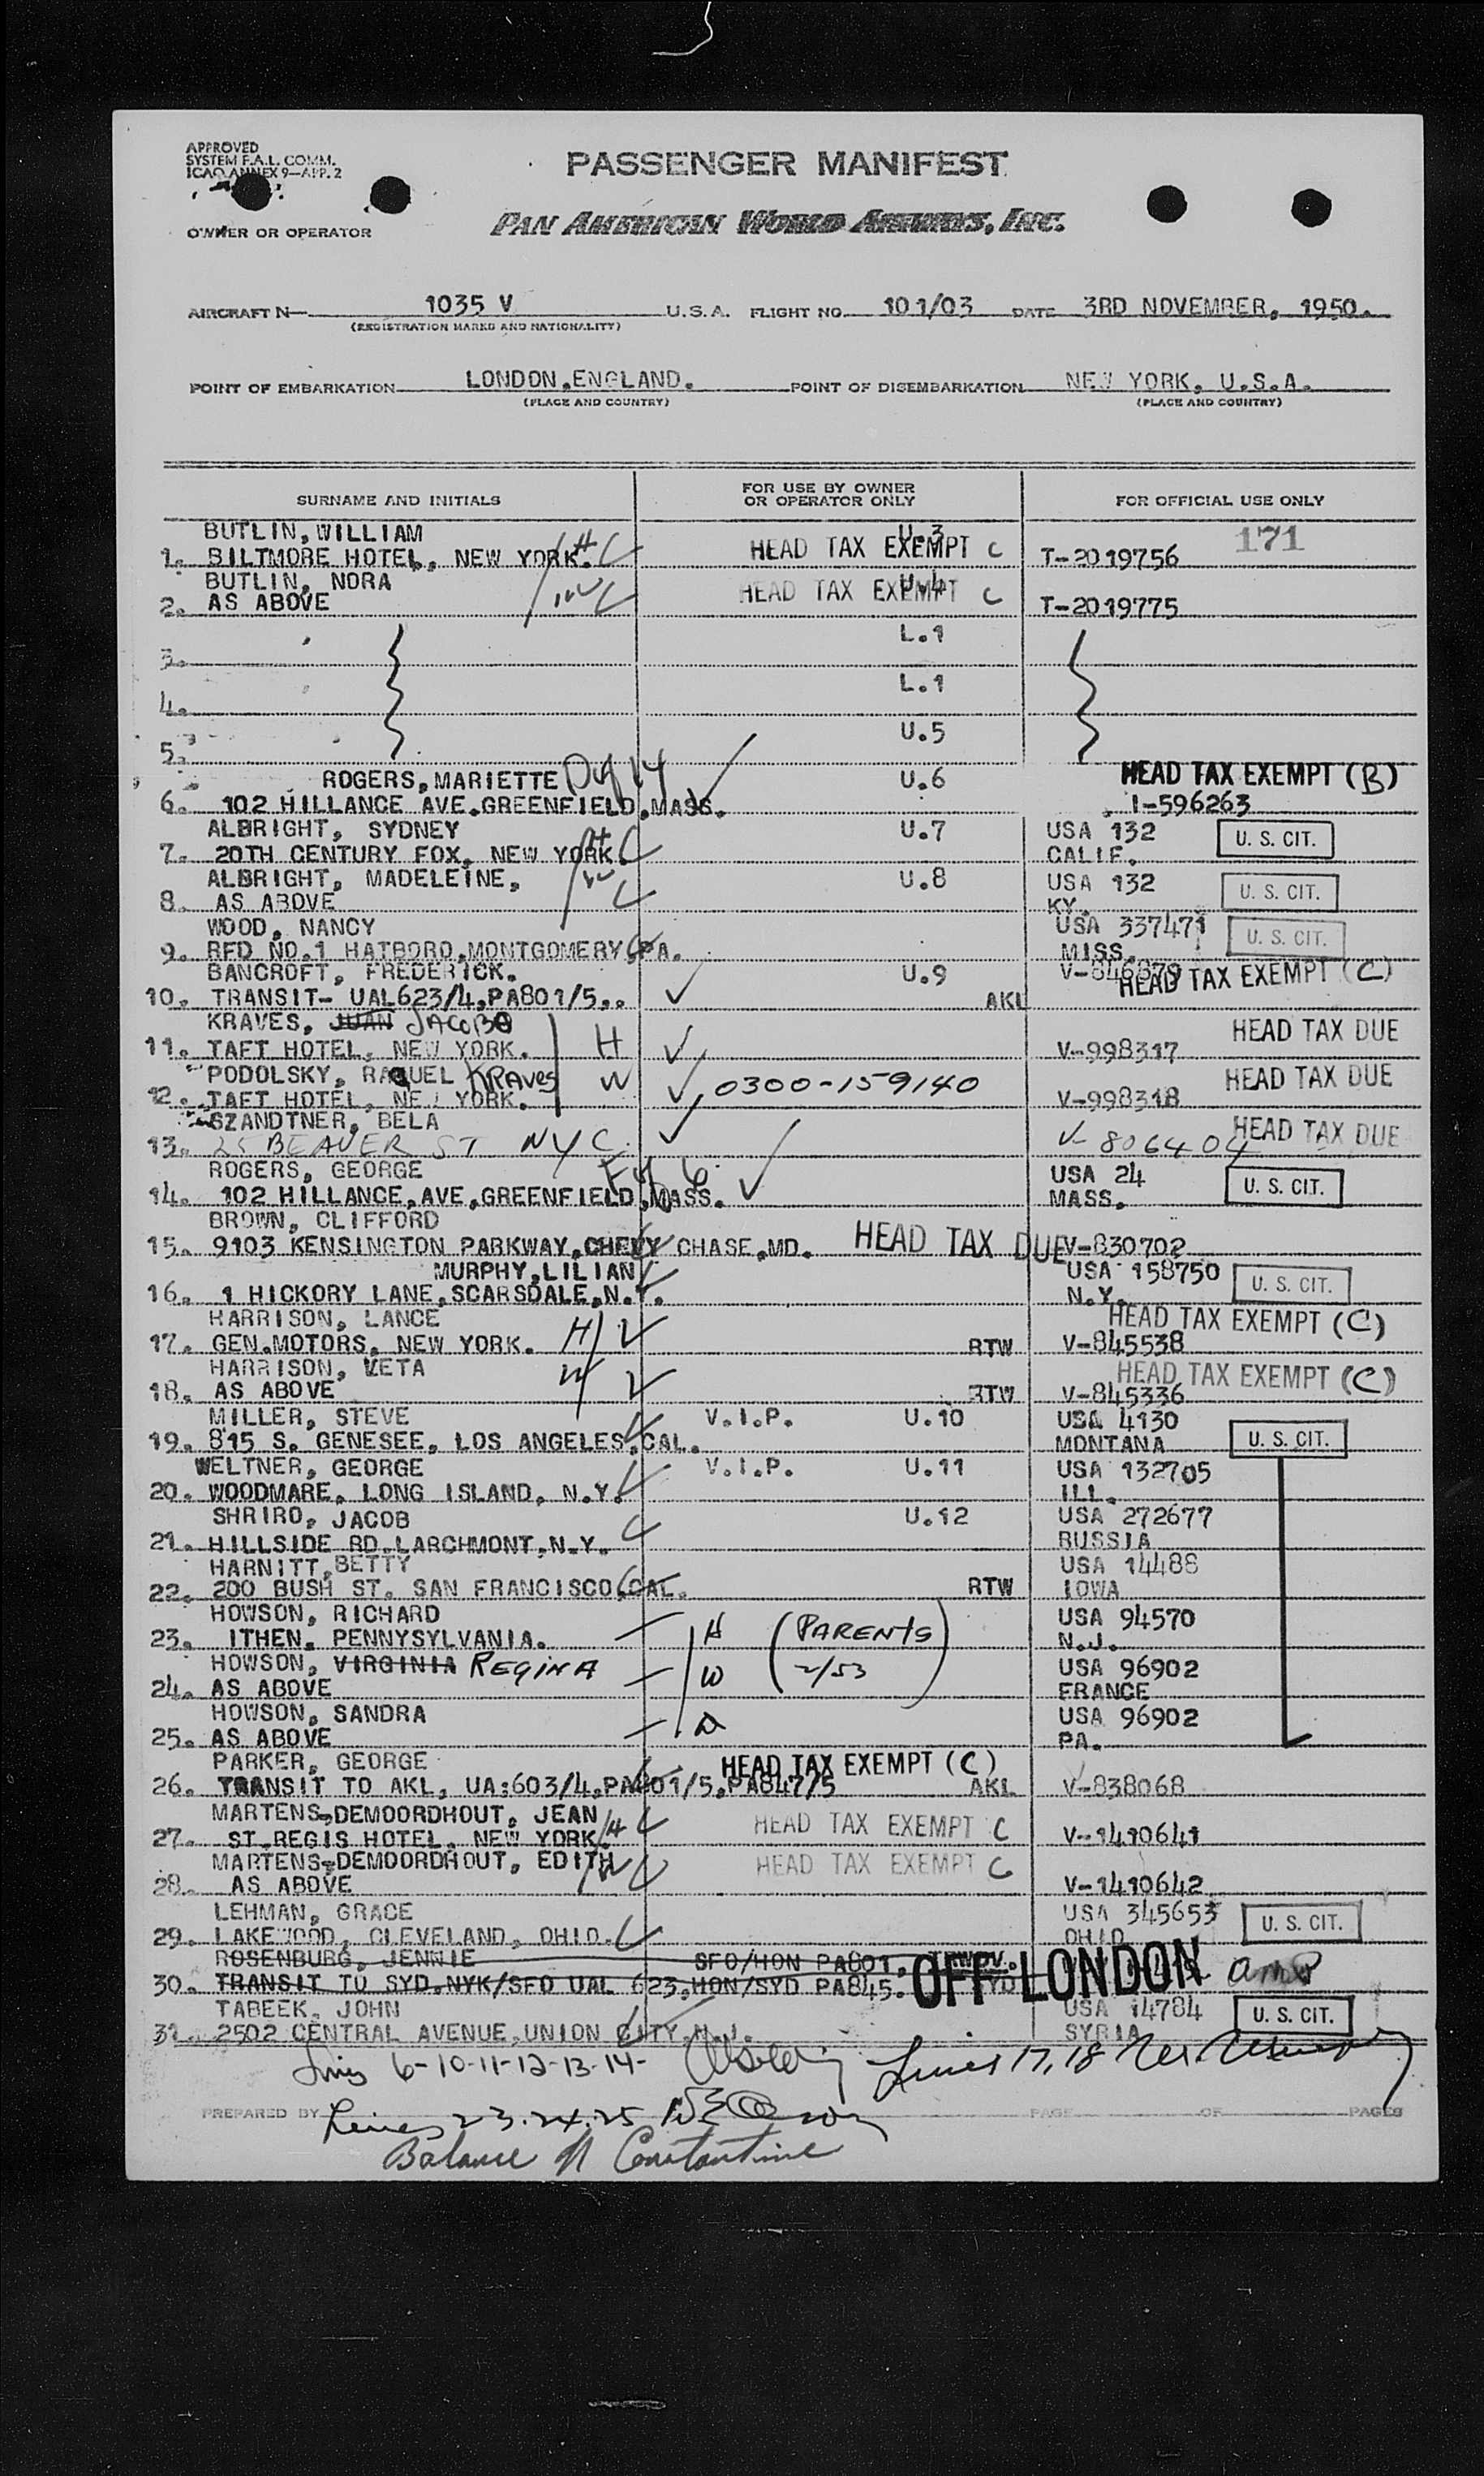 APPROVED
SYSTEM F.A.L. COMM.
ICAO ANNEX 9—APP. 2
PASSENGER MANIFEST
OWNER OR OPERATOR PAN AMERICAN WORLD AIRWAYS, INC.
AIRCRAFT N— 1035 V U.S.A. FLIGHT NO. 101/03 DATE 3RD NOVEMBER, 1950.
(REGISTRATION MARKS AND NATIONALITY)
POINT OF EMBARKATION LONDON, ENGLAND. POINT OF DISEMBARKATION NEW YORK, U.S.A.
(PLACE AND COUNTRY) (PLACE AND COUNTRY)
SURNAME AND INITIALS FOR USE BY OWNER OR OPERATOR ONLY FOR OFFICIAL USE ONLY
BUTLIN, WILLIAM U.3 171
1. BILTMORE HOTEL, NEW YORK. H C HEAD TAX EXEMPT C T-2019756
BUTLIN, NORA U.4
2. AS ABOVE W C HEAD TAX EXEMPT C T-2019775
L.1
3.
L.1
4.
U.5
5.
ROGERS, MARIETTE U.6 HEAD TAX EXEMPT (B)
6. 102 HILLANCE AVE. GREENFIELD, MASS. I-596263
ALBRIGHT, SYDNEY H U.7 USA 132 U. S. CIT.
7. 20TH CENTURY FOX, NEW YORK. C CALIF.
ALBRIGHT, MADELEINE, W U.8 USA 132 U. S. CIT.
8. AS ABOVE C KY.
WOOD, NANCY USA 337471 U. S. CIT.
9. RFD NO.1 HATBORO, MONTGOMERY, PA. MISS.
BANCROFT, FREDERICK. U.9 V-846879 HEAD TAX EXEMPT (C)
10. TRANSIT- UAL623/4, PA801/5.. AKL
KRAVES, JUAN JACOBO HEAD TAX DUE
11. TAFT HOTEL, NEW YORK. H V-998317
PODOLSKY, RAQUEL KRAVES W 0300-159140 HEAD TAX DUE
12. TAFT HOTEL, NEW YORK. V-998318
SZANDTNER, BELA HEAD TAX DUE
13. 25 BEAVER ST NYC. V-806404
ROGERS, GEORGE USA 24 U. S. CIT.
14. 102 HILLANCE, AVE, GREENFIELD, MASS. MASS.
BROWN, CLIFFORD
15. 9103 KENSINGTON PARKWAY, CHEVY CHASE, MD. HEAD TAX DUE V-830702
MURPHY, LILIAN USA 158750 U. S. CIT.
16. 1 HICKORY LANE, SCARSDALE, N.Y. N.Y.
HARRISON, LANCE HEAD TAX EXEMPT (C)
17. GEN. MOTORS, NEW YORK. H RTW V-845538
HARRISON, VETA W HEAD TAX EXEMPT (C)
18. AS ABOVE RTW V-845336
MILLER, STEVE V.I.P. U.10 USA 4130
19. 815 S. GENESEE, LOS ANGELES, CAL. MONTANA U. S. CIT.
WELTNER, GEORGE V.I.P. U.11 USA 132705
20. WOODMARE, LONG ISLAND, N.Y. ILL.
SHRIRO, JACOB U.12 USA 272677
21. HILLSIDE RD. LARCHMONT, N.Y. C RUSSIA
HARNITT, BETTY USA 14488
22. 200 BUSH ST. SAN FRANCISCO, CAL. RTW IOWA
HOWSON, RICHARD USA 94570
23. ITHEN. PENNYSYLVANIA. H (PARENTS N.J.
HOWSON, VIRGINIA REGINA W 2/53) USA 96902
24. AS ABOVE FRANCE
HOWSON, SANDRA D USA 96902
25. AS ABOVE PA.
PARKER, GEORGE HEAD TAX EXEMPT (C)
26. TRANSIT TO AKL, UA:603/4, PA801/5, PA847/5 AKL V-838068
MARTENS-DEMOORDHOUT, JEAN C HEAD TAX EXEMPT C
27. ST. REGIS HOTEL, NEW YORK. H V-1410641
MARTENS-DEMOORDHOUT, EDITH W C HEAD TAX EXEMPT C
28. AS ABOVE V-1410642
LEHMAN, GRACE USA 345653 U. S. CIT.
29. LAKEWOOD, CLEVELAND, OHIO. OHIO
ROSENBURG, JENNIE SFO/HON PA801,
30. TRANSIT TO SYD. NYK/SFO UAL 623, HON/SYD PA845. OFF LONDON
TABEEK, JOHN USA 14784 U. S. CIT.
31. 2502 CENTRAL AVENUE, UNION CITY, N.J. SYRIA
Lines 6-10-11-12-13-14- Lines 17, 18
PREPARED BY Lines 23.24.25 PAGE OF PAGES
Balance N Constantine